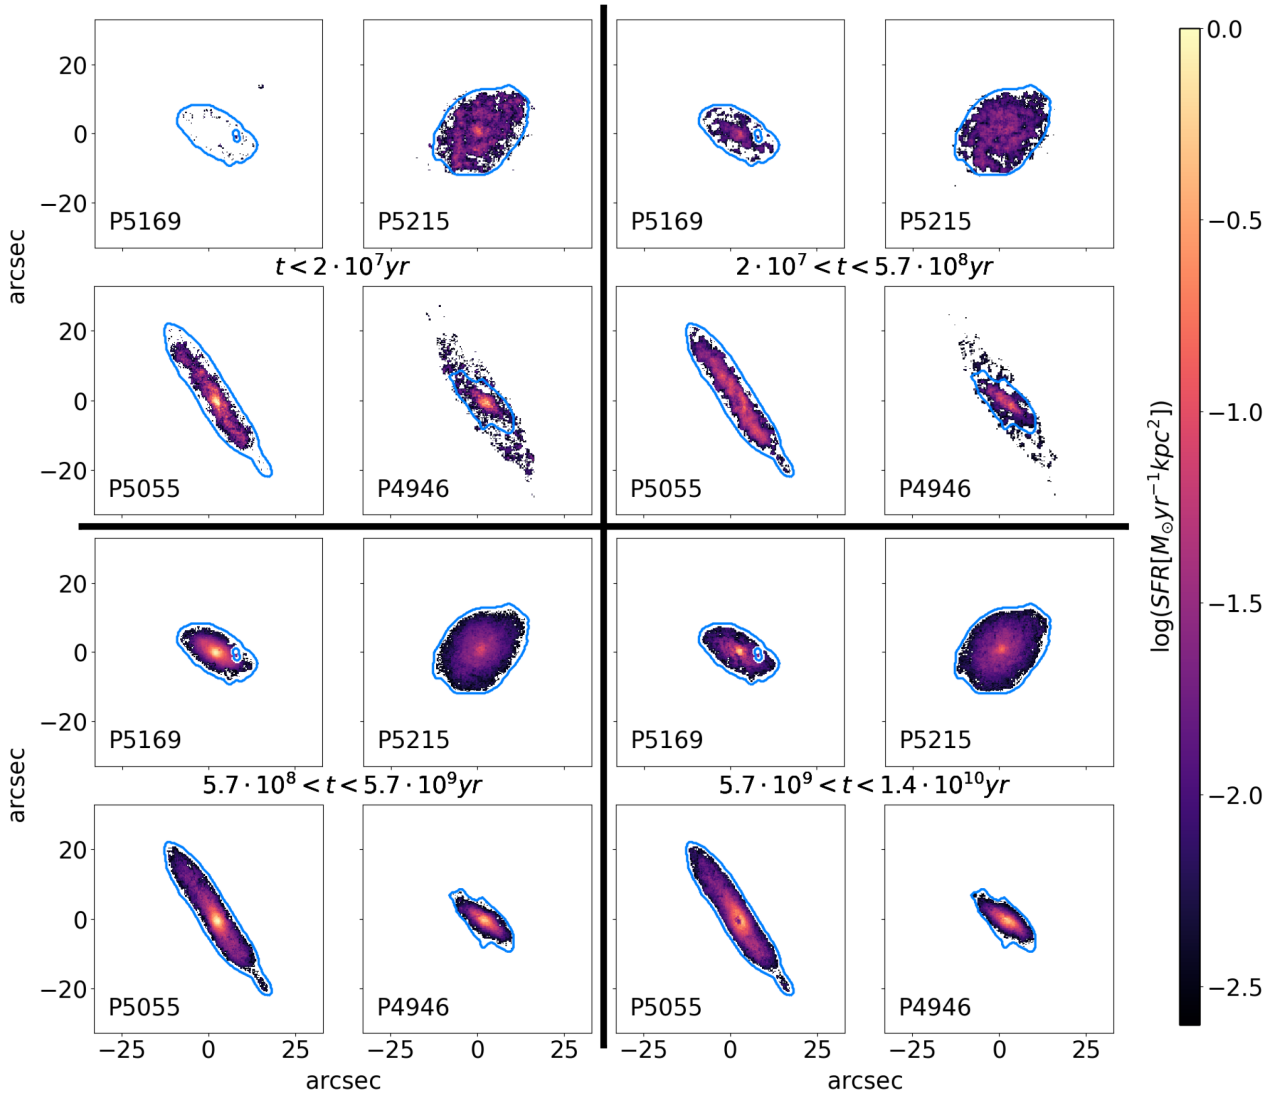 20
0
−20
arcsec
P5169
P5215
P5169
P5215
t < 2 · 10⁷yr
2 · 10⁷ < t < 5.7 · 10⁸yr
20
0
−20
P5055
P4946
P5055
P4946
20
0
−20
arcsec
P5169
P5215
P5169
P5215
5.7 · 10⁸ < t < 5.7 · 10⁹yr
5.7 · 10⁹ < t < 1.4 · 10¹⁰yr
20
0
−20
P5055
P4946
P5055
P4946
−25 0 25 −25 0 25 −25 0 25 −25 0 25
arcsec arcsec arcsec arcsec
0.0
−0.5
−1.0
−1.5
−2.0
−2.5
log(SFR[M⊙yr⁻¹kpc²])